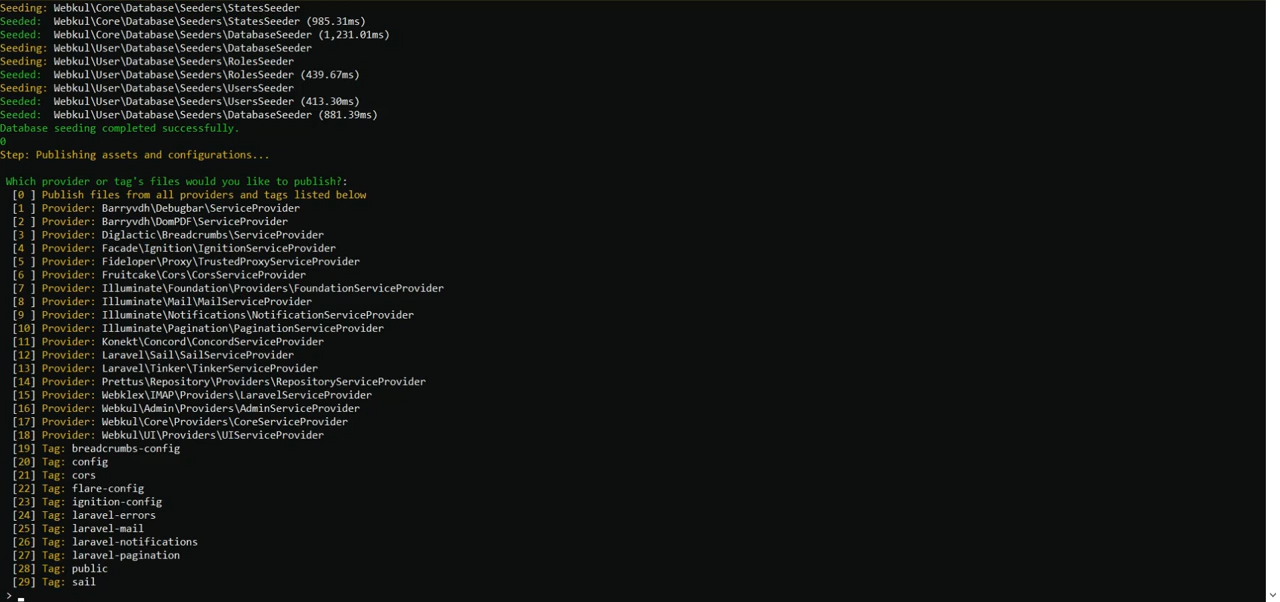 Seeding: Webkul\Core\Database\Seeders\StatesSeeder
Seeded:  Webkul\Core\Database\Seeders\StatesSeeder (985.31ms)
Seeded:  Webkul\Core\Database\Seeders\DatabaseSeeder (1,231.01ms)
Seeding: Webkul\User\Database\Seeders\DatabaseSeeder
Seeding: Webkul\User\Database\Seeders\RolesSeeder
Seeded:  Webkul\User\Database\Seeders\RolesSeeder (439.67ms)
Seeding: Webkul\User\Database\Seeders\UsersSeeder
Seeded:  Webkul\User\Database\Seeders\UsersSeeder (413.30ms)
Seeded:  Webkul\User\Database\Seeders\DatabaseSeeder (881.39ms)
Database seeding completed successfully.
0
Step: Publishing assets and configurations...
Which provider or tag's files would you like to publish?:
[0 ] Publish files from all providers and tags listed below
[1 ] Provider: Barryvdh\Debugbar\ServiceProvider
[2 ] Provider: Barryvdh\DomPDF\ServiceProvider
[3 ] Provider: Diglactic\Breadcrumbs\ServiceProvider
[4 ] Provider: Facade\Ignition\IgnitionServiceProvider
[5 ] Provider: Fideloper\Proxy\TrustedProxyServiceProvider
[6 ] Provider: Fruitcake\Cors\CorsServiceProvider
[7 ] Provider: Illuminate\Foundation\Providers\FoundationServiceProvider
[8 ] Provider: Illuminate\Mail\MailServiceProvider
[9 ] Provider: Illuminate\Notifications\NotificationServiceProvider
[10] Provider: Illuminate\Pagination\PaginationServiceProvider
[11] Provider: Konekt\Concord\ConcordServiceProvider
[12] Provider: Laravel\Sail\SailServiceProvider
[13] Provider: Laravel\Tinker\TinkerServiceProvider
[14] Provider: Prettus\Repository\Providers\RepositoryServiceProvider
[15] Provider: Webklex\IMAP\Providers\LaravelServiceProvider
[16] Provider: Webkul\Admin\Providers\AdminServiceProvider
[17] Provider: Webkul\Core\Providers\CoreServiceProvider
[18] Provider: Webkul\UI\Providers\UIServiceProvider
[19] Tag: breadcrumbs-config
[20] Tag: config
[21] Tag: cors
[22] Tag: flare-config
[23] Tag: ignition-config
[24] Tag: laravel-errors
[25] Tag: laravel-mail
[26] Tag: laravel-notifications
[27] Tag: laravel-pagination
[28] Tag: public
[29] Tag: sail
>